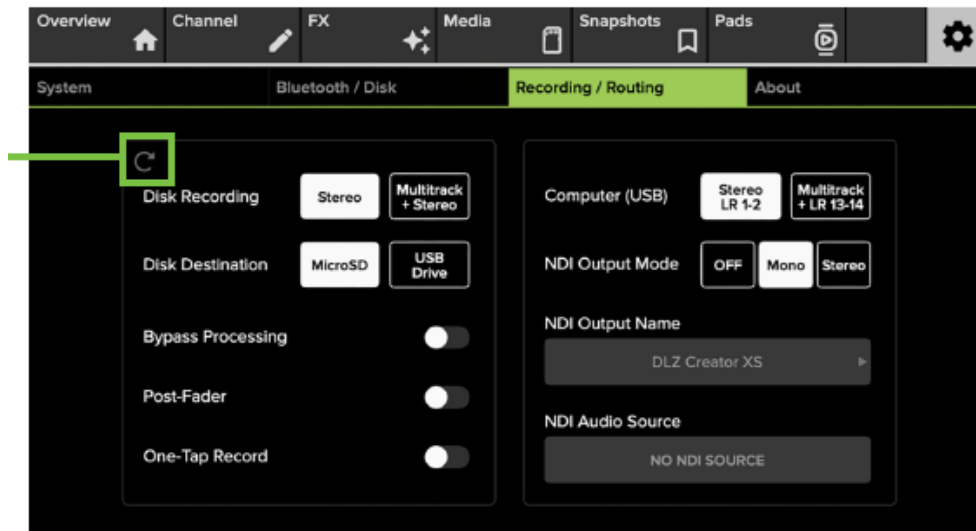 Overview Channel FX Media Snapshots Pads
System Bluetooth / Disk Recording / Routing About
Disk Recording
Stereo
Multitrack
+ Stereo
Disk Destination
MicroSD
USB
Drive
Bypass Processing
Post-Fader
One-Tap Record
Computer (USB)
Stereo
LR 1-2
Multitrack
+ LR 13-14
NDI Output Mode
OFF
Mono
Stereo
NDI Output Name
DLZ Creator XS
NDI Audio Source
NO NDI SOURCE